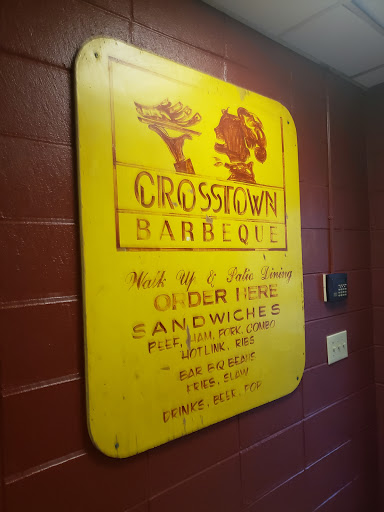 CROSSTOWN
BARBEQUE
Walk Up & Patio Dining
ORDER HERE
SANDWICHES
BEEF, HAM, PORK, COMBO
HOTLINK, RIBS
BAR BQ BEANS
FRIES, SLAW
DRINKS, BEER, POP